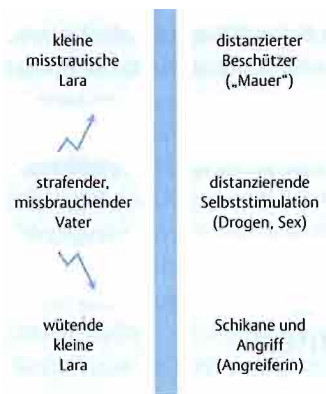 kleine
misstrauische
Lara
distanzierter
Beschützer
(„Mauer“)
strafender,
missbrauchender
Vater
distanzierende
Selbststimulation
(Drogen, Sex)
wütende
kleine
Lara
Schikane und
Angriff
(Angreiferin)